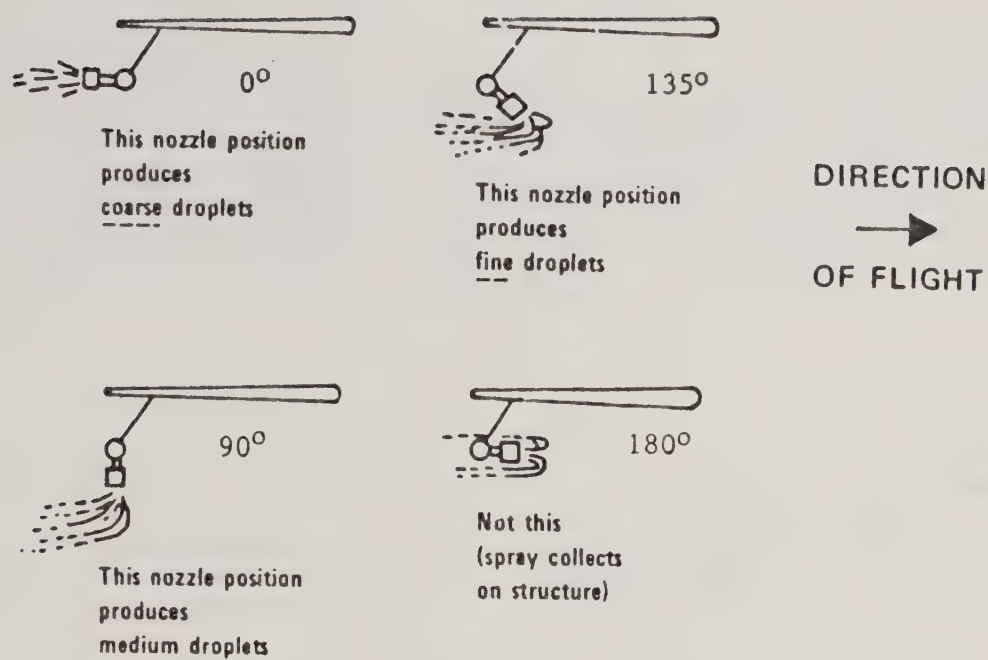 0°
This nozzle position
produces
coarse droplets
135°
This nozzle position
produces
fine droplets
DIRECTION
OF FLIGHT
90°
This nozzle position
produces
medium droplets
180°
Not this
(spray collects
on structure)